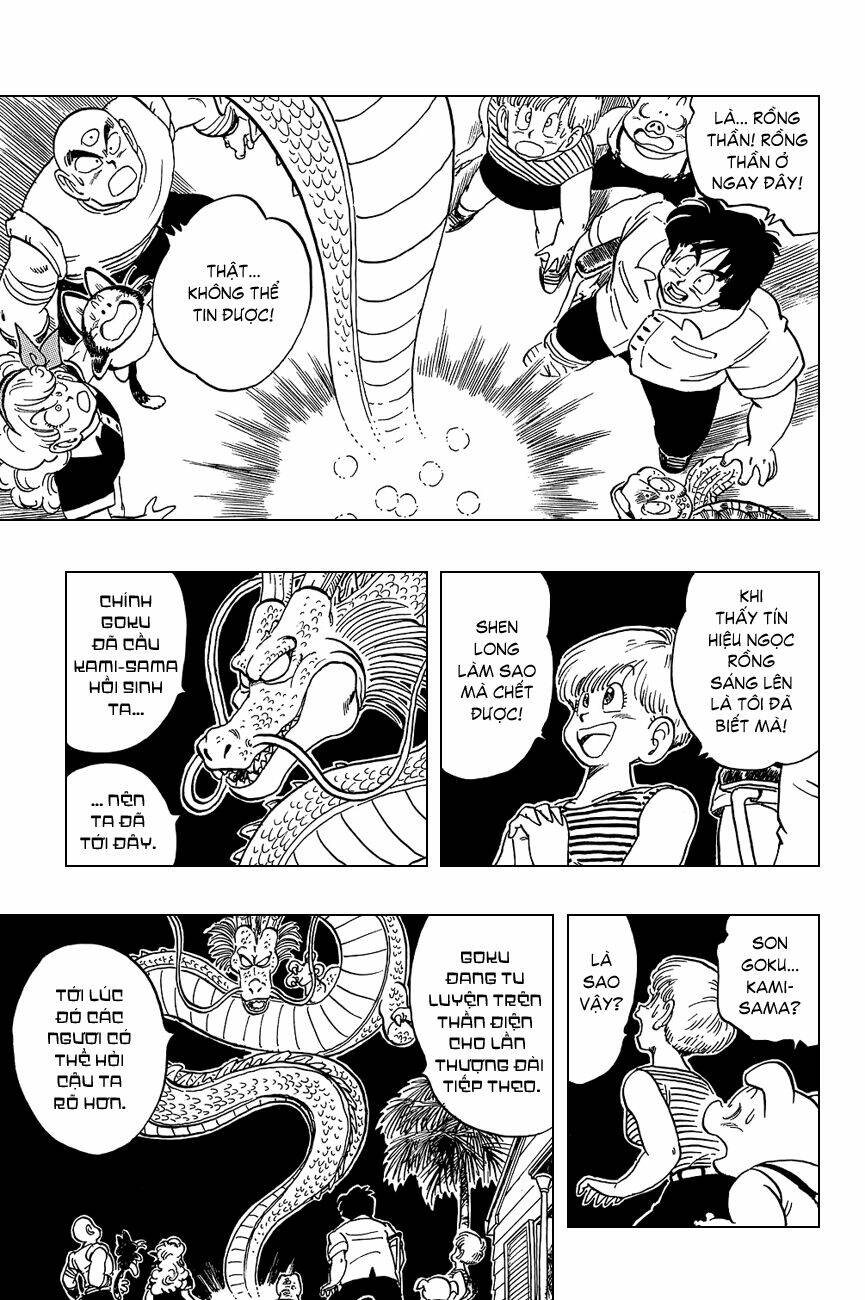 LÀ... RỒNG
THẦN! RỒNG
THẦN Ở
NGAY ĐÂY!
THẬT...
KHÔNG THỂ
TIN ĐƯỢC!
KHI
THẤY TÍN
HIỆU NGỌC
RỒNG
SÁNG LÊN
LÀ TÔI ĐÃ
BIẾT MÀ!
SHEN
LONG
LÀM SAO
MÀ CHẾT
ĐƯỢC!
CHÍNH
GOKU
ĐÃ CẦU
KAMI-SAMA
HỒI SINH
TA...
... NÊN
TA ĐÃ
TỚI ĐÂY.
SON
GOKU...
KAMI-
SAMA?
LÀ
SAO
VẬY?
GOKU
ĐANG TU
LUYỆN TRÊN
THẦN ĐIỆN
CHO LẦN
THƯỢNG ĐÀI
TIẾP THEO.
TỚI LÚC
ĐÓ CÁC
NGƯƠI CÓ
THỂ HỎI
CẬU TA
RÕ HƠN.